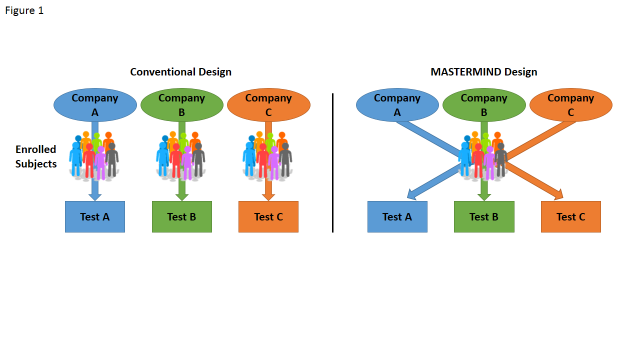 Figure 1
Conventional Design
MASTERMIND Design
Company
A
Company
B
Company
C
Company
A
Company
B
Company
C
Enrolled
Subjects
Test A
Test B
Test C
Test A
Test B
Test C